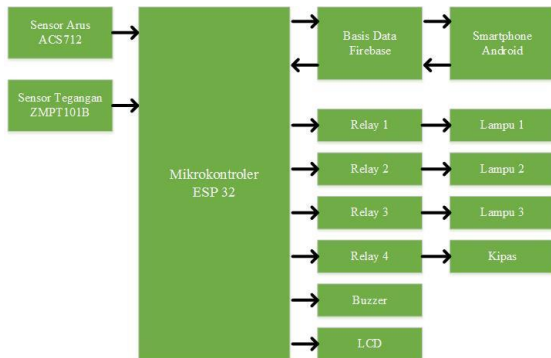 Sensor Arus
ACS712
Sensor Tegangan
ZMPT101B
Mikrokontroler
ESP 32
Basis Data
Firebase
Smartphone
Android
Relay 1
Lampu 1
Relay 2
Lampu 2
Relay 3
Lampu 3
Relay 4
Kipas
Buzzer
LCD